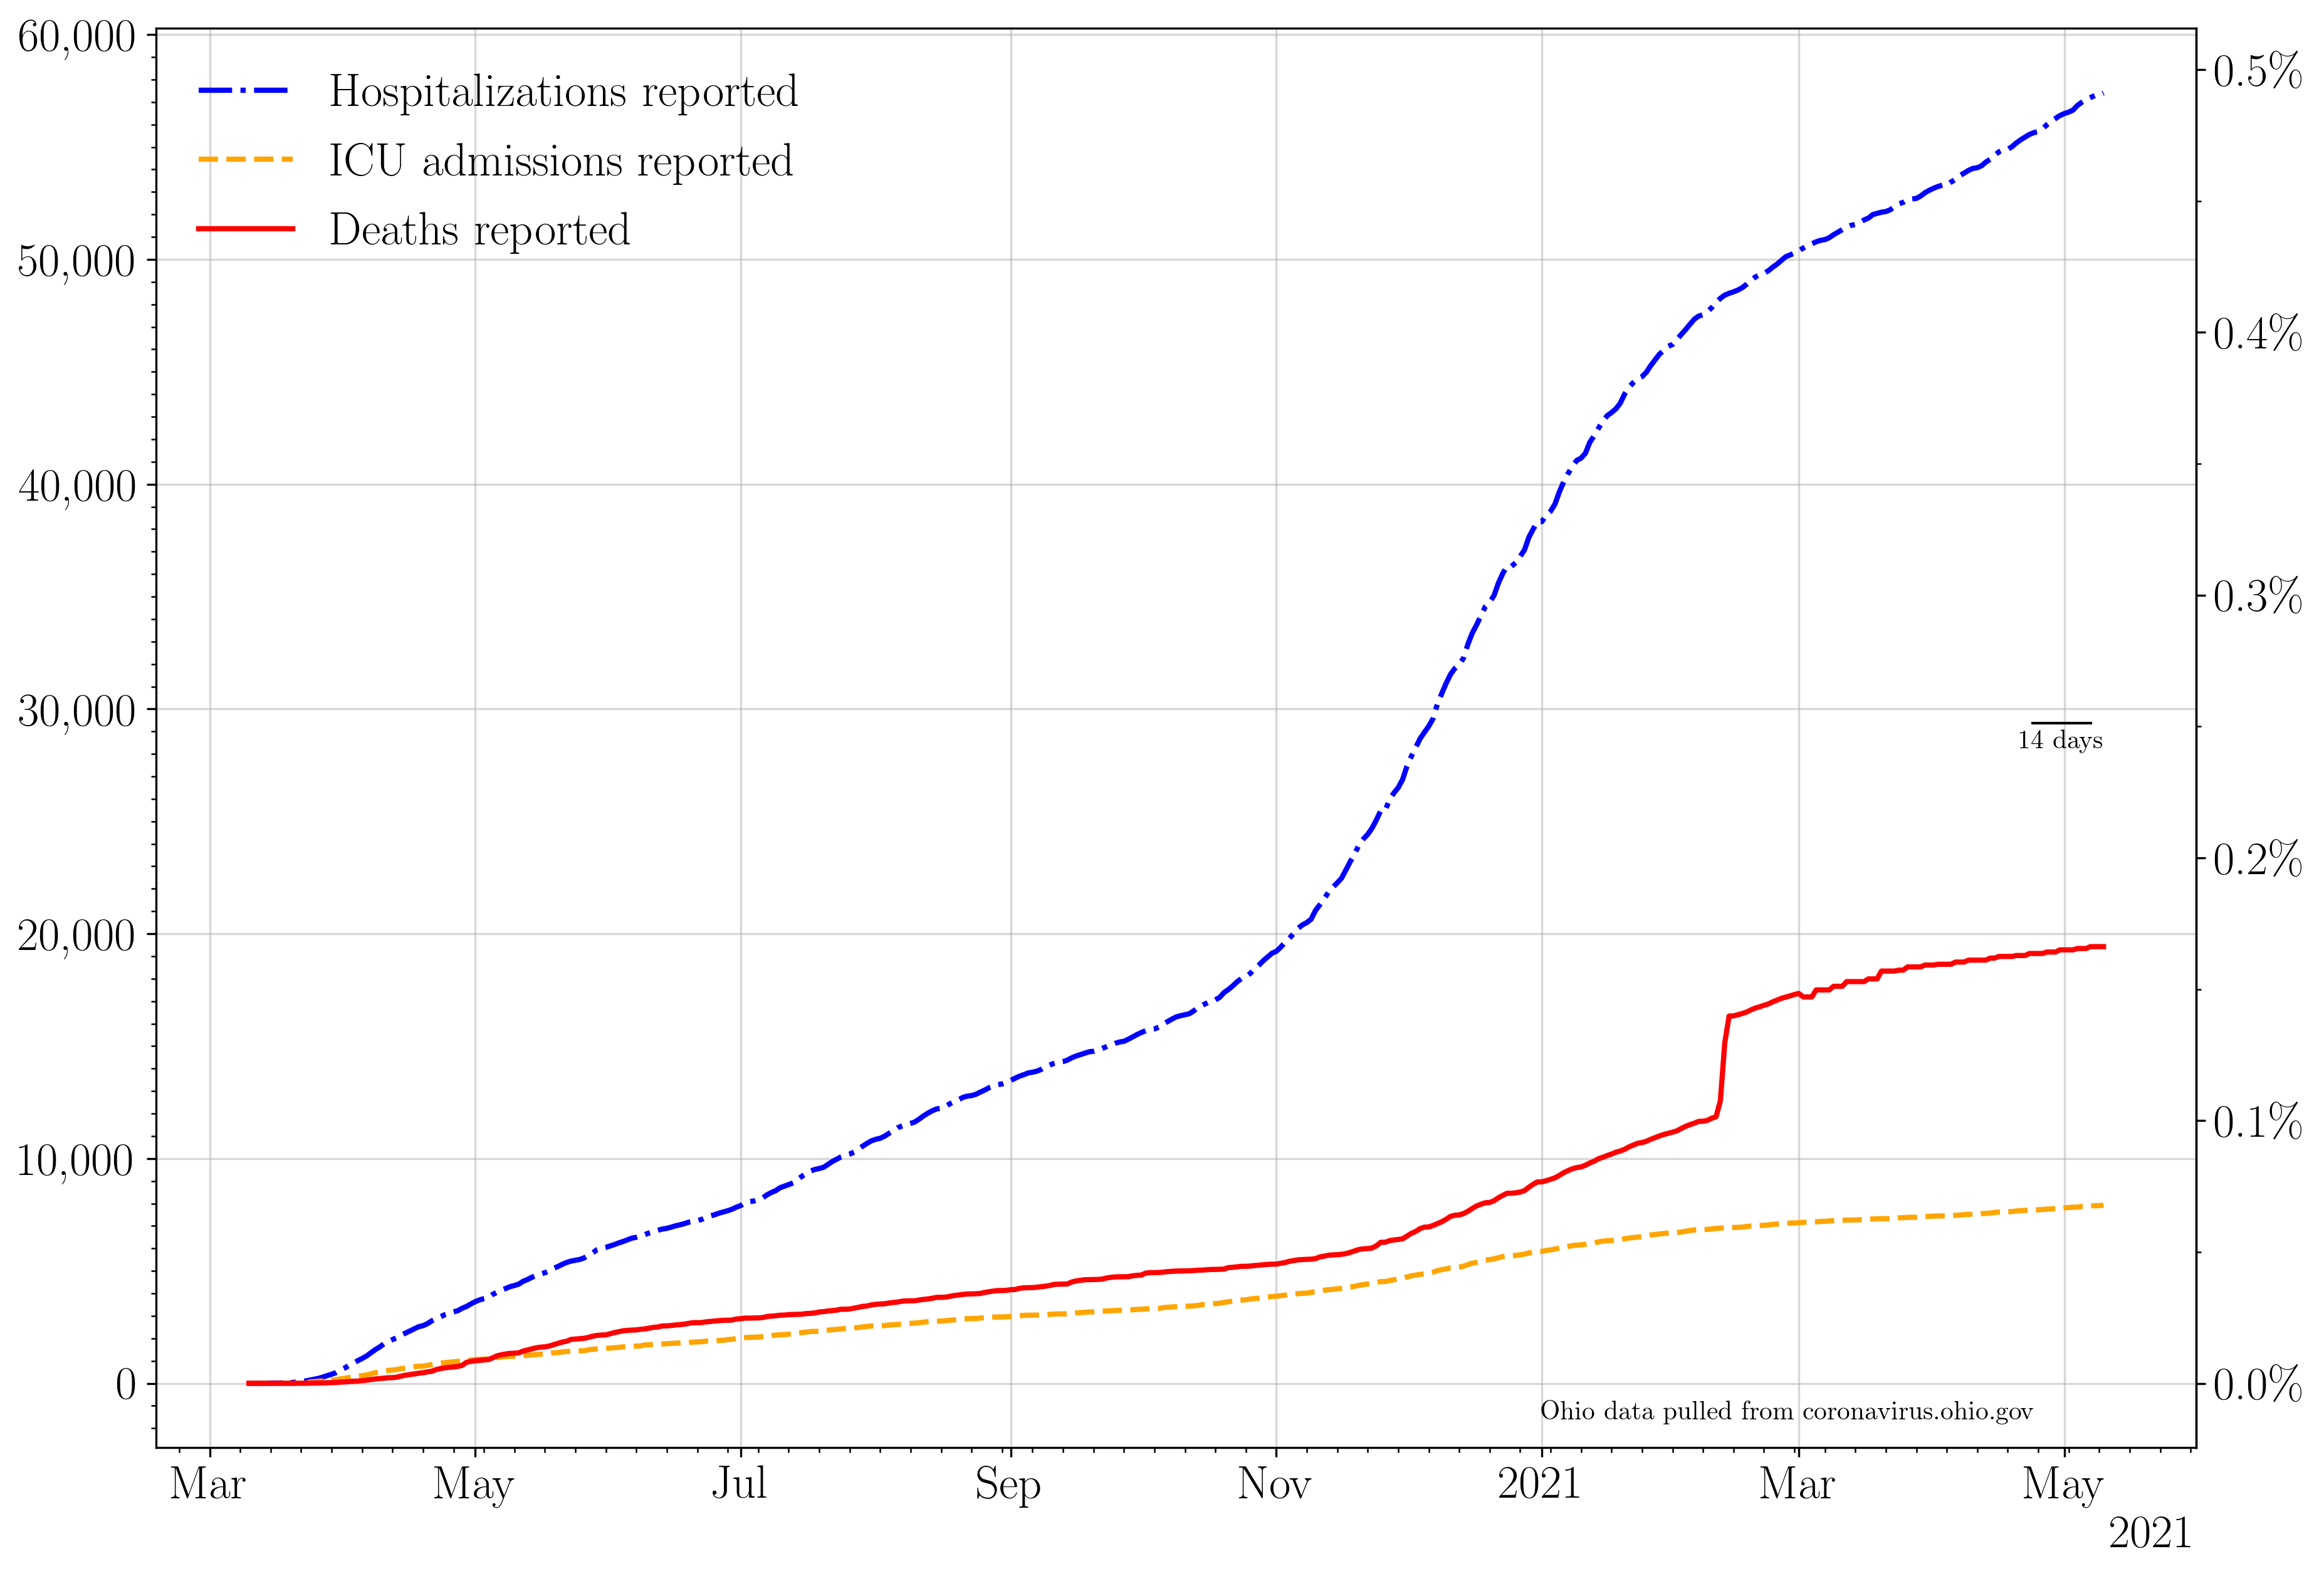 60,000
50,000
40,000
30,000
20,000
10,000
0
Hospitalizations reported
ICU admissions reported
Deaths reported
0.5%
0.4%
0.3%
0.2%
0.1%
0.0%
14 days
Ohio data pulled from coronavirus.ohio.gov
Mar May Jul Sep Nov 2021 Mar May
2021